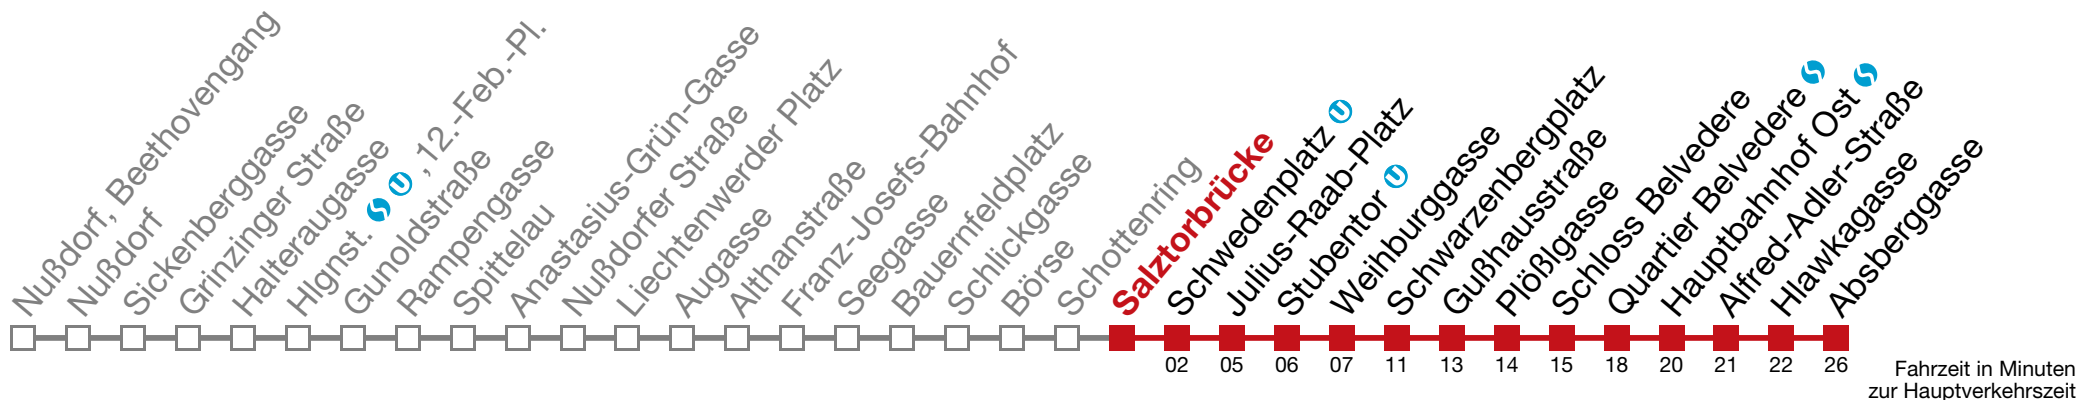 Nußdorf, Beethovengang
Nußdorf
Sickenberggasse
Grinzinger Straße
Halteraugasse
Hlgnst. S U , 12.-Feb.-Pl.
Gunoldstraße
Rampengasse
Spittelau
Anastasius-Grün-Gasse
Nußdorfer Straße
Liechtenwerder Platz
Augasse
Althanstraße
Franz-Josefs-Bahnhof
Seegasse
Bauernfeldplatz
Schlickgasse
Börse
Schottenring
Salztorbrücke
Schwedenplatz U
Julius-Raab-Platz
Stubentor U
Weihburggasse
Schwarzenbergplatz
Gußhausstraße
Plößlgasse
Schloss Belvedere
Quartier Belvedere S
Hauptbahnhof Ost S
Alfred-Adler-Straße
Hlawkagasse
Absberggasse
02 05 06 07 11 13 14 15 18 20 21 22 26
Fahrzeit in Minuten
zur Hauptverkehrszeit